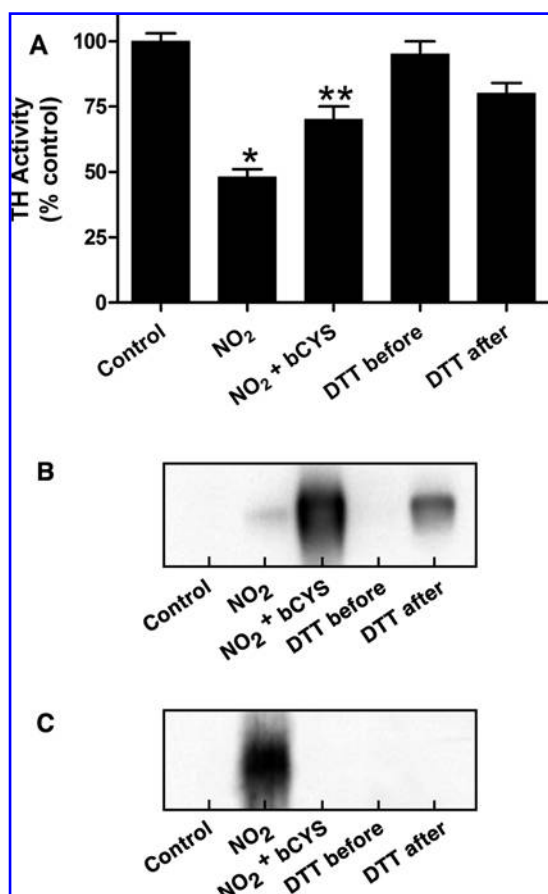 A
TH Activity
(% control)
100
75
50
25
0
*
**
Control
NO₂
NO₂ + bCYS
DTT before
DTT after
B
Control
NO₂
NO₂ + bCYS
DTT before
DTT after
C
Control
NO₂
NO₂ + bCYS
DTT before
DTT after